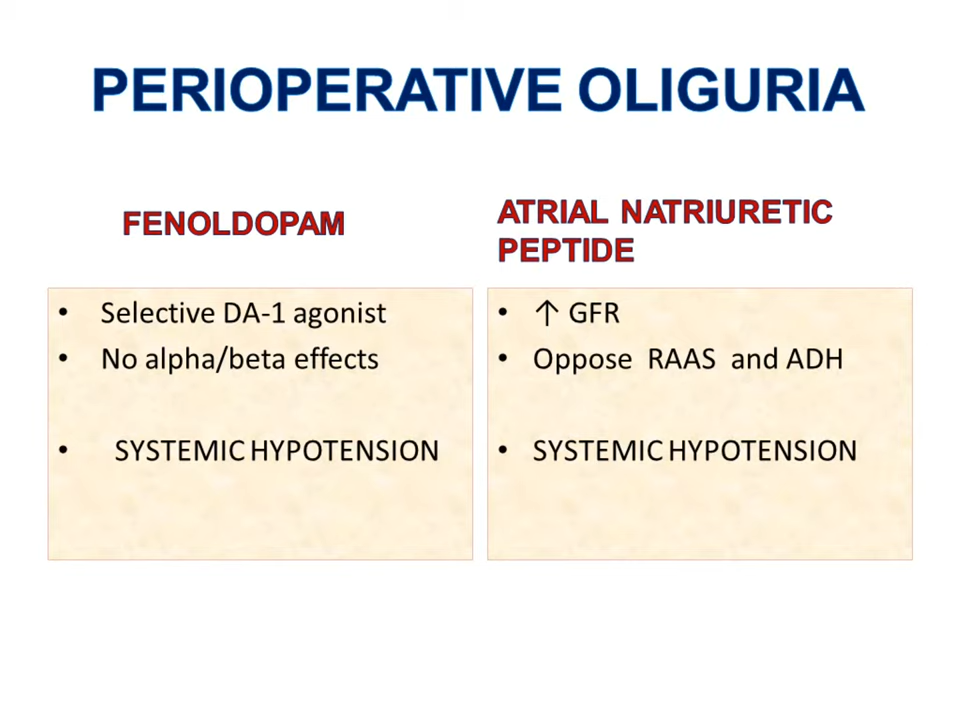 PERIOPERATIVE OLIGURIA
FENOLDOPAM
• Selective DA-1 agonist
• No alpha/beta effects
• SYSTEMIC HYPOTENSION
ATRIAL NATRIURETIC
PEPTIDE
• ↑ GFR
• Oppose RAAS and ADH
• SYSTEMIC HYPOTENSION